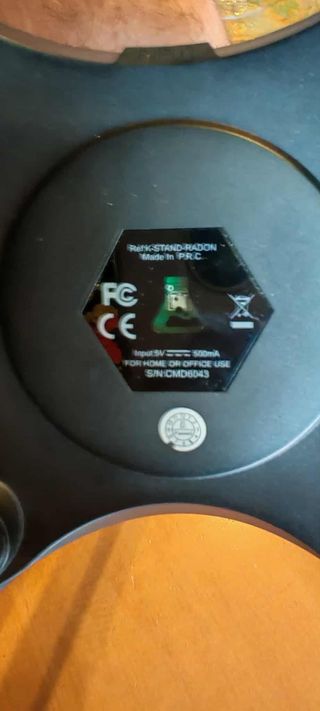 Ref:K-STAND-RADON
Made In P.R.C.
FC
CE
Input:5V 500mA
FOR HOME OR OFFICE USE
S/N:CMD6043